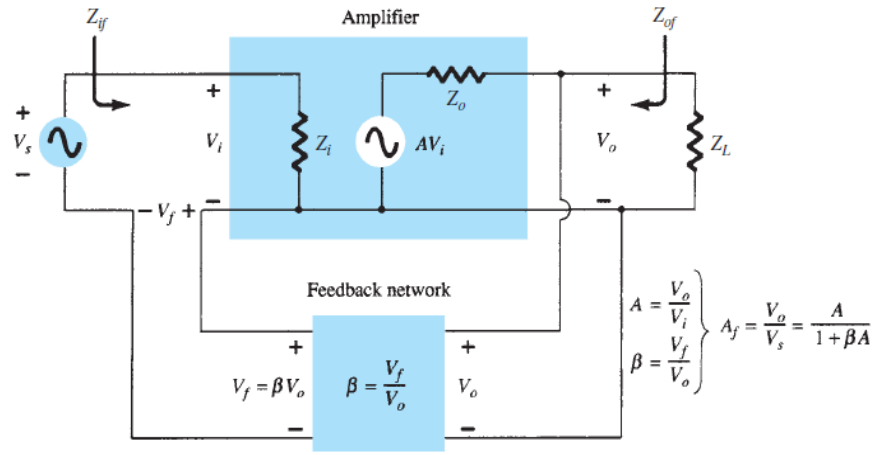 Amplifier
Z_if
Z_of
+
V_s
−
+
V_i
−
Z_i
Z_o
AV_i
+
V_o
−
Z_L
− V_f +
Feedback network
+
V_f = βV_o
−
β = V_f / V_o
+
V_o
−
A = V_o / V_i
β = V_f / V_o
} A_f = V_o / V_s = A / (1 + βA)